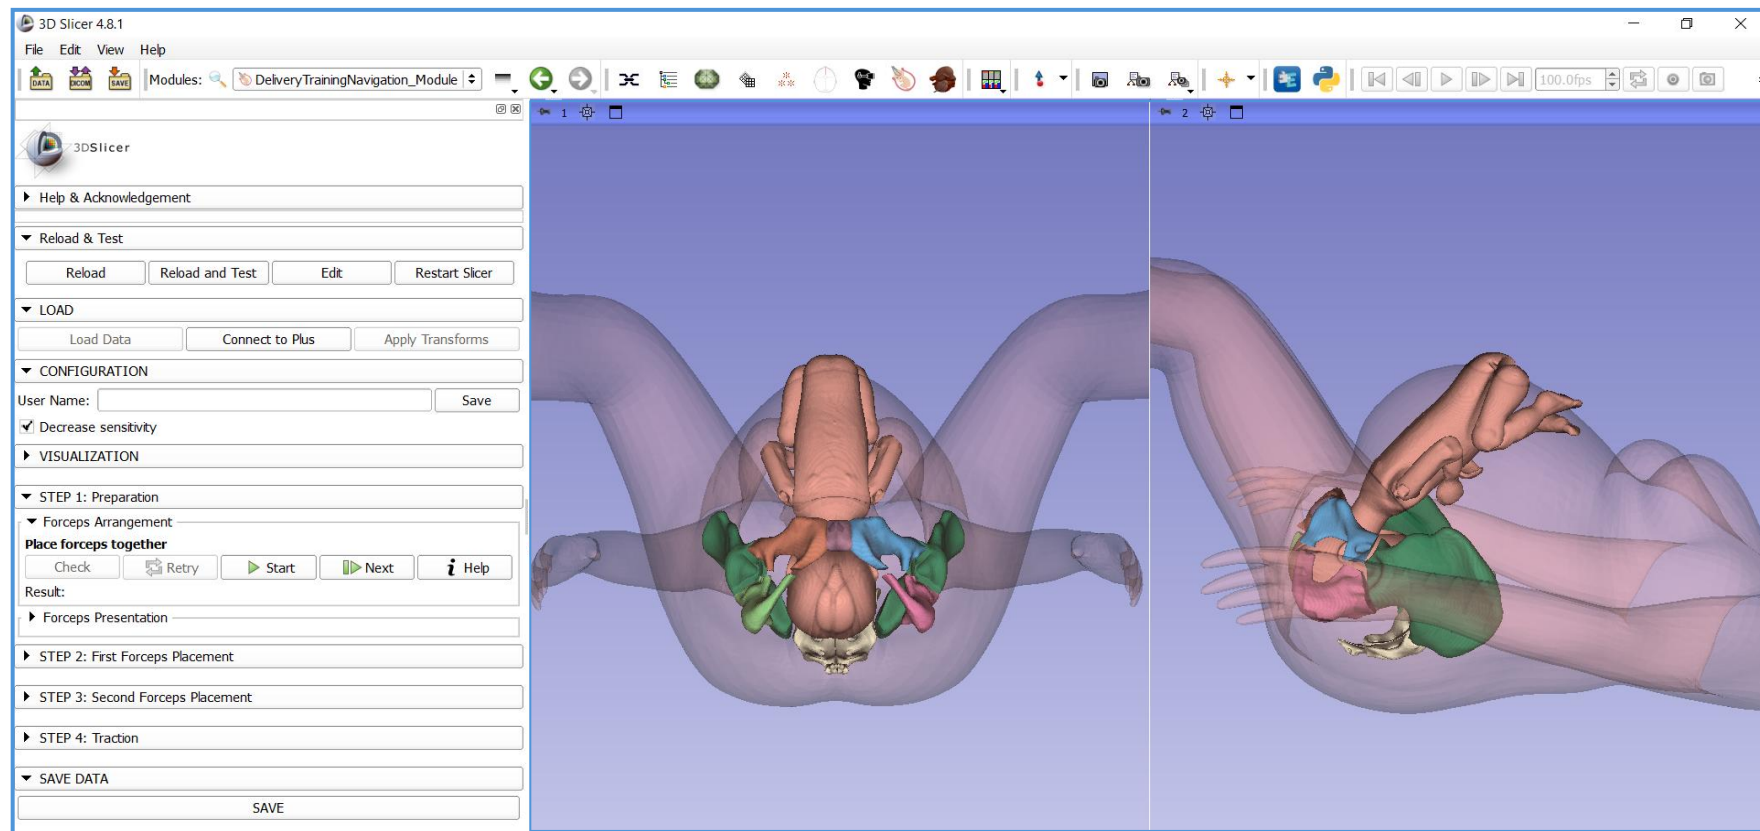 3D Slicer 4.8.1
File Edit View Help
DATA DICOM SAVE Modules: DeliveryTrainingNavigation_Module 100.0fps
1 2
3DSlicer
Help & Acknowledgement
Reload & Test
Reload Reload and Test Edit Restart Slicer
LOAD
Load Data Connect to Plus Apply Transforms
CONFIGURATION
User Name: Save
Decrease sensitivity
VISUALIZATION
STEP 1: Preparation
Forceps Arrangement
Place forceps together
Check Retry Start Next i Help
Result:
Forceps Presentation
STEP 2: First Forceps Placement
STEP 3: Second Forceps Placement
STEP 4: Traction
SAVE DATA
SAVE